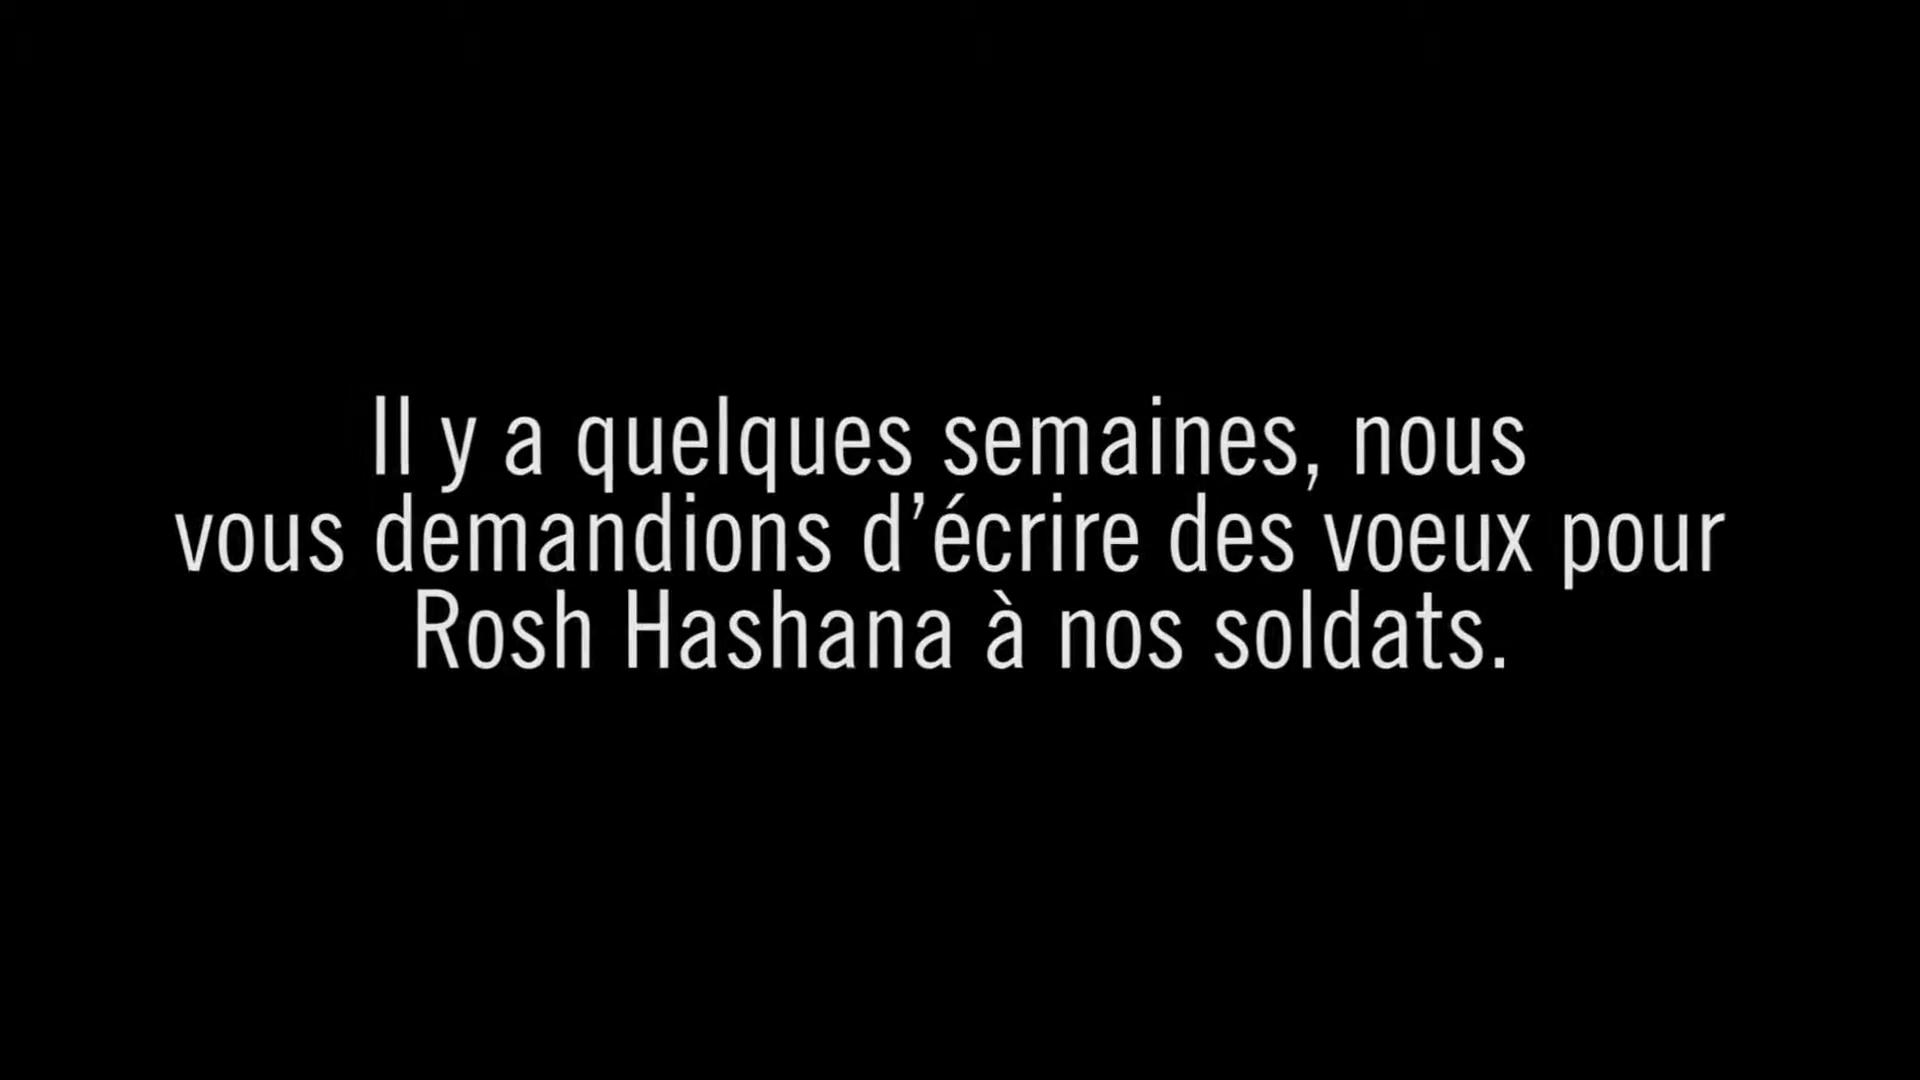 Il y a quelques semaines, nous
vous demandions d’écrire des voeux pour
Rosh Hashana à nos soldats.